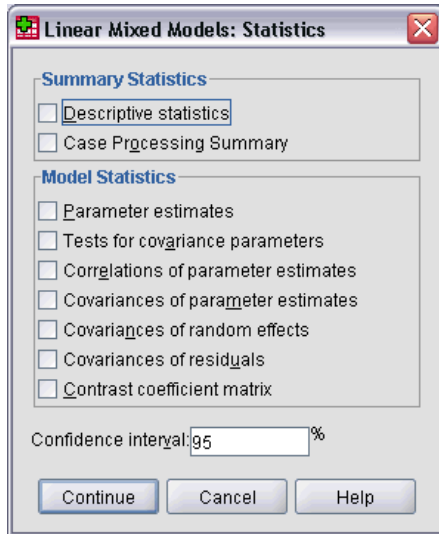 Linear Mixed Models: Statistics
Summary Statistics
Descriptive statistics
Case Processing Summary
Model Statistics
Parameter estimates
Tests for covariance parameters
Correlations of parameter estimates
Covariances of parameter estimates
Covariances of random effects
Covariances of residuals
Contrast coefficient matrix
Confidence interval: 95 %
Continue Cancel Help